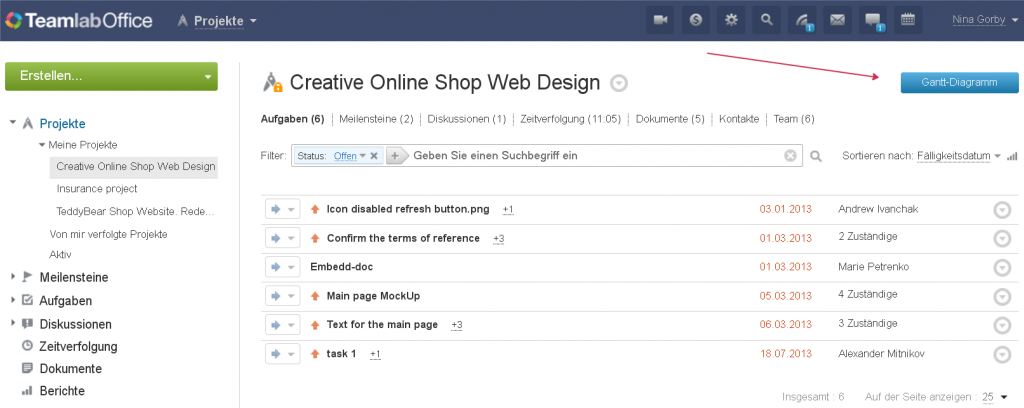 TeamlabOffice Projekte 1 1 Nina Gorby
Erstellen...
Projekte
Meine Projekte
Creative Online Shop Web Design
Insurance project
TeddyBear Shop Website. Rede...
Von mir verfolgte Projekte
Aktiv
Meilensteine
Aufgaben
Diskussionen
Zeitverfolgung
Dokumente
Berichte
Creative Online Shop Web Design
Gantt-Diagramm
Aufgaben (6) | Meilensteine (2) | Diskussionen (1) | Zeitverfolgung (11:05) | Dokumente (5) | Kontakte | Team (6)
Filter: Status: Offen Geben Sie einen Suchbegriff ein Sortieren nach: Fälligkeitsdatum
Icon disabled refresh button.png +1 03.01.2013 Andrew Ivanchak
Confirm the terms of reference +3 01.03.2013 2 Zuständige
Embedd-doc 01.03.2013 Marie Petrenko
Main page MockUp 05.03.2013 4 Zuständige
Text for the main page +3 06.03.2013 3 Zuständige
task 1 +1 18.07.2013 Alexander Mitnikov
Insgesamt : 6 Auf der Seite anzeigen : 25